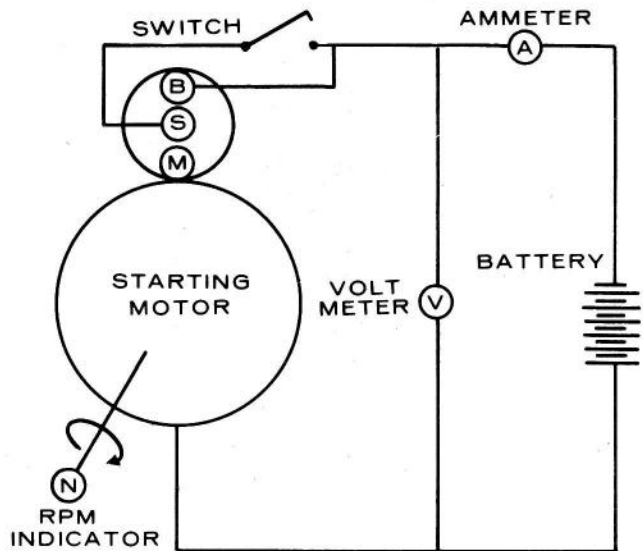 SWITCH
AMMETER
A
B
S
M
STARTING
MOTOR
VOLT
METER
V
BATTERY
N
RPM
INDICATOR